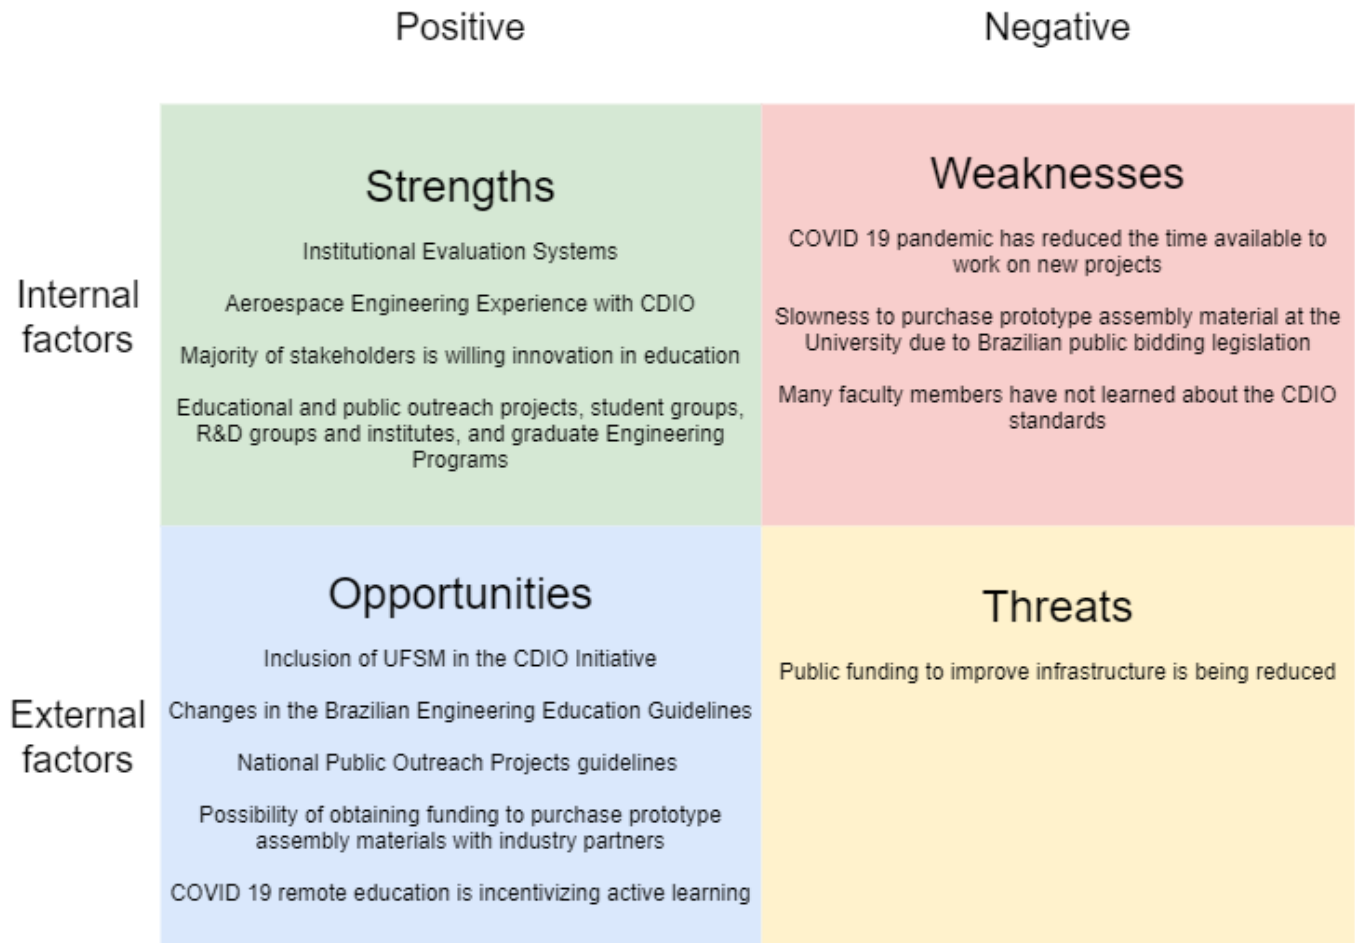 Positive
Negative
Internal
factors
Strengths
Institutional Evaluation Systems
Aeroespace Engineering Experience with CDIO
Majority of stakeholders is willing innovation in education
Educational and public outreach projects, student groups,
R&D groups and institutes, and graduate Engineering
Programs
Weaknesses
COVID 19 pandemic has reduced the time available to
work on new projects
Slowness to purchase prototype assembly material at the
University due to Brazilian public bidding legislation
Many faculty members have not learned about the CDIO
standards
External
factors
Opportunities
Inclusion of UFSM in the CDIO Initiative
Changes in the Brazilian Engineering Education Guidelines
National Public Outreach Projects guidelines
Possibility of obtaining funding to purchase prototype
assembly materials with industry partners
COVID 19 remote education is incentivizing active learning
Threats
Public funding to improve infrastructure is being reduced